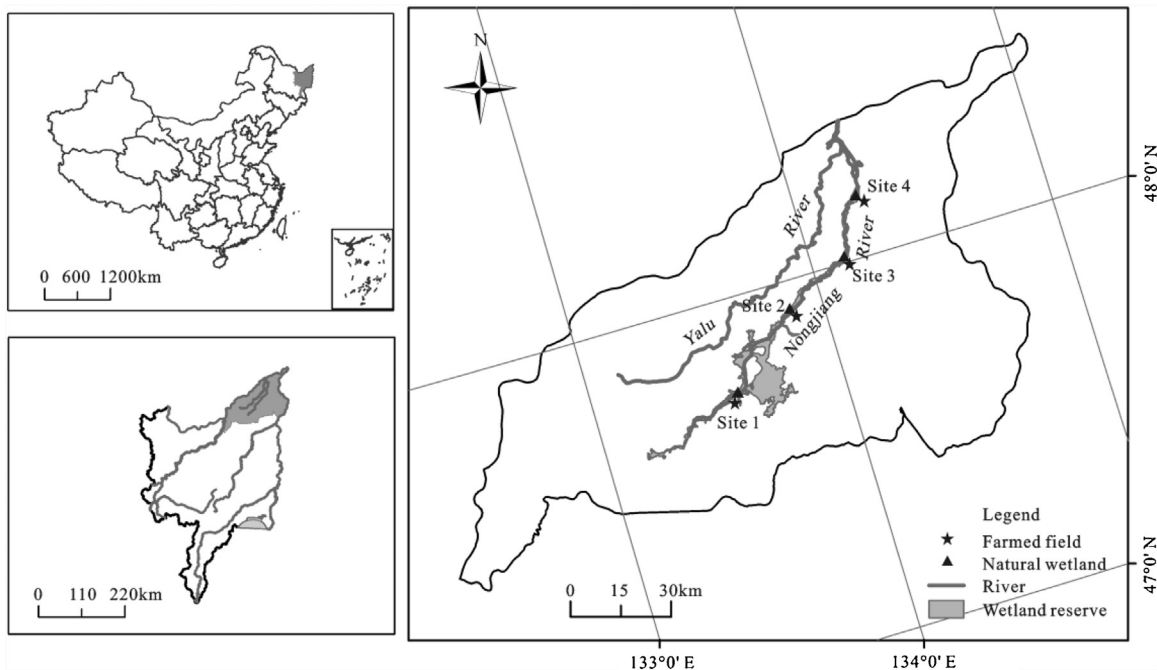 0 600 1200km
0 110 220km
N
Site 4
River
River
Site 3
Site 2
Nongjiang
Yalu
Site 1
Legend
Farmed field
Natural wetland
River
Wetland reserve
0 15 30km
48°0' N
47°0' N
133°0' E
134°0' E